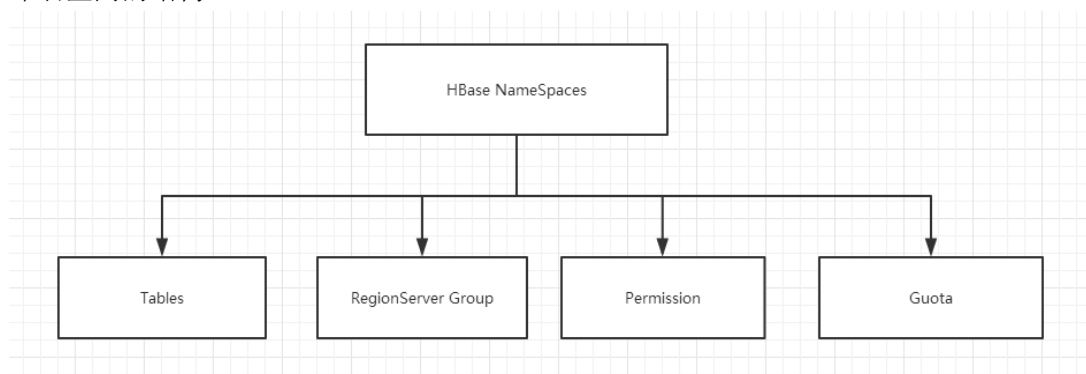 HBase NameSpaces
Tables
RegionServer Group
Permission
Guota